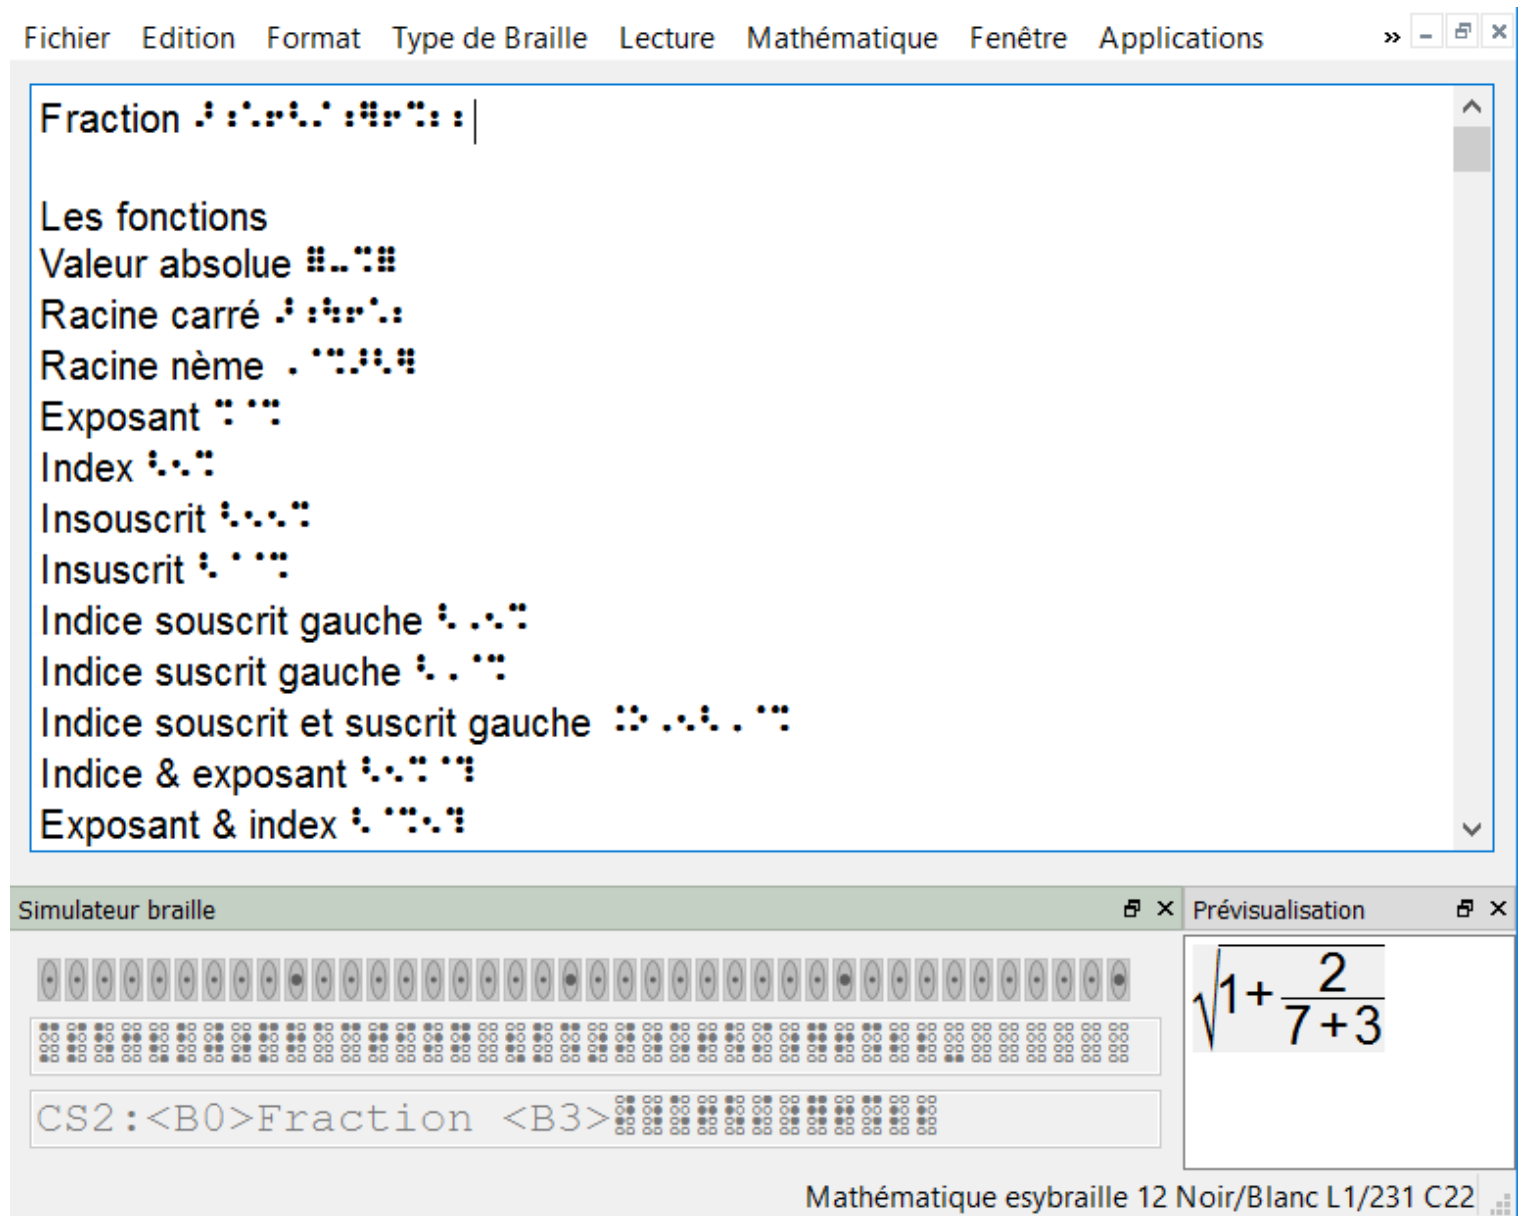 Fichier Edition Format Type de Braille Lecture Mathématique Fenêtre Applications »
Fraction
Les fonctions
Valeur absolue
Racine carré
Racine nème
Exposant
Index
Insouscrit
Insuscrit
Indice souscrit gauche
Indice suscrit gauche
Indice souscrit et suscrit gauche
Indice & exposant
Exposant & index
Simulateur braille
Prévisualisation
√1+2/7+3
CS2:<B0>Fraction <B3>
Mathématique esybraille 12 Noir/Blanc L1/231 C22